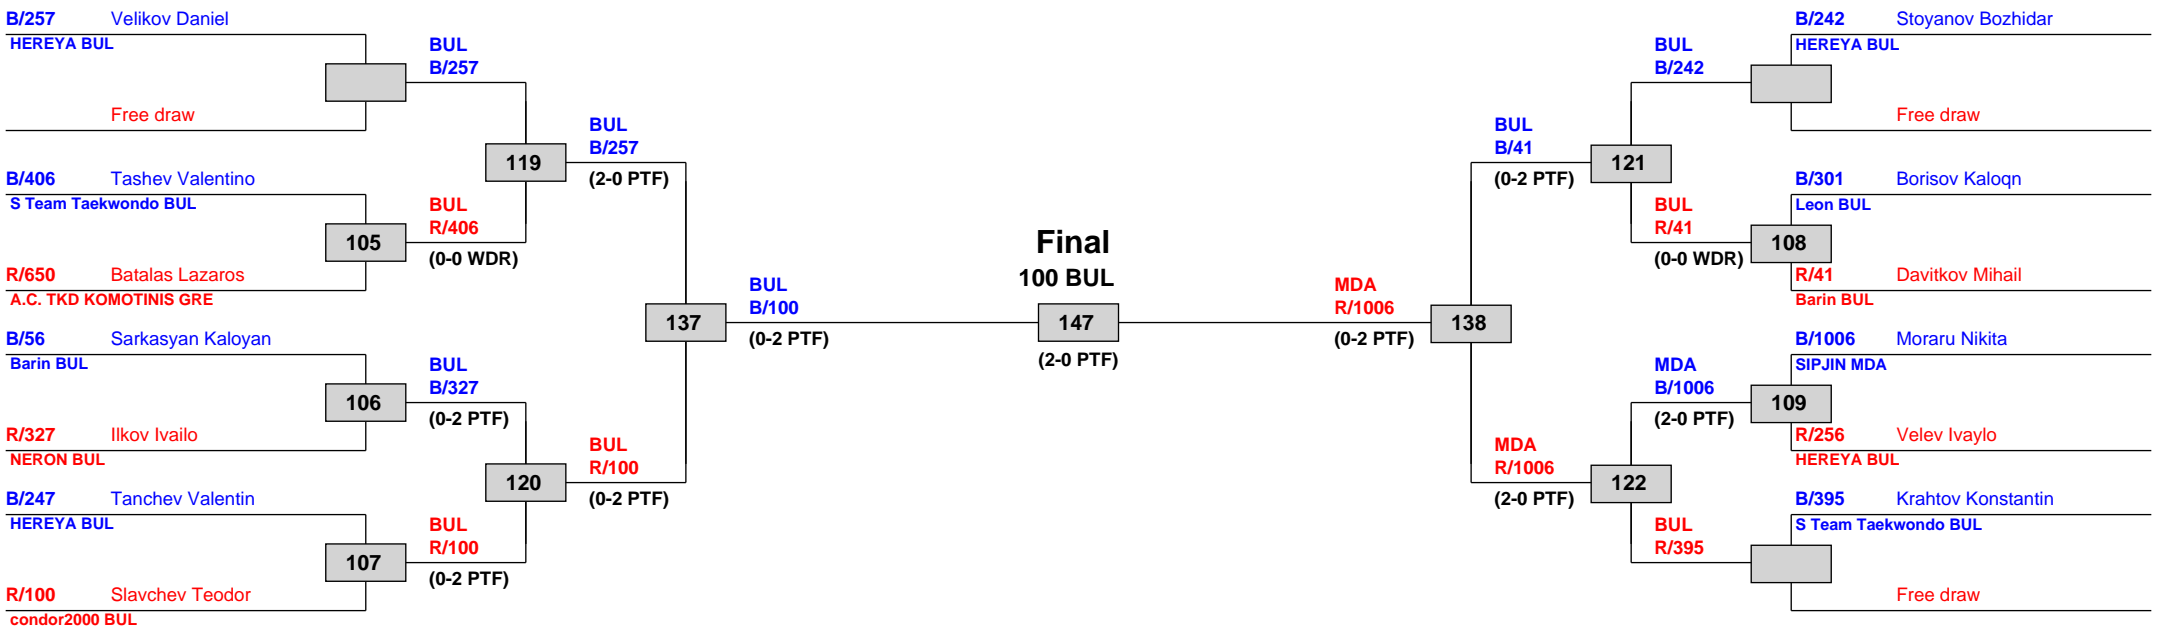 B/257 Velikov Daniel
HEREYA BUL
Free draw
BUL
B/257
B/406 Tashev Valentino
S Team Taekwondo BUL
105
R/650 Batalas Lazaros
A.C. TKD KOMOTINIS GRE
BUL
R/406
(0-0 WDR)
119
BUL
B/257
(2-0 PTF)
B/56 Sarkasyan Kaloyan
Barin BUL
106
R/327 Ilkov Ivailo
NERON BUL
BUL
B/327
(0-2 PTF)
B/247 Tanchev Valentin
HEREYA BUL
107
R/100 Slavchev Teodor
condor2000 BUL
BUL
R/100
(0-2 PTF)
120
BUL
R/100
(0-2 PTF)
137
BUL
B/100
(0-2 PTF)
Final
100 BUL
147
(2-0 PTF)
MDA
R/1006
(0-2 PTF)
138
BUL
B/41
(0-2 PTF)
121
BUL
B/242
B/242 Stoyanov Bozhidar
HEREYA BUL
Free draw
BUL
R/41
(0-0 WDR)
B/301 Borisov Kaloqn
Leon BUL
108
R/41 Davitkov Mihail
Barin BUL
MDA
R/1006
(2-0 PTF)
122
MDA
B/1006
(2-0 PTF)
B/1006 Moraru Nikita
SIPJIN MDA
109
R/256 Velev Ivaylo
HEREYA BUL
BUL
R/395
B/395 Krahtov Konstantin
S Team Taekwondo BUL
Free draw